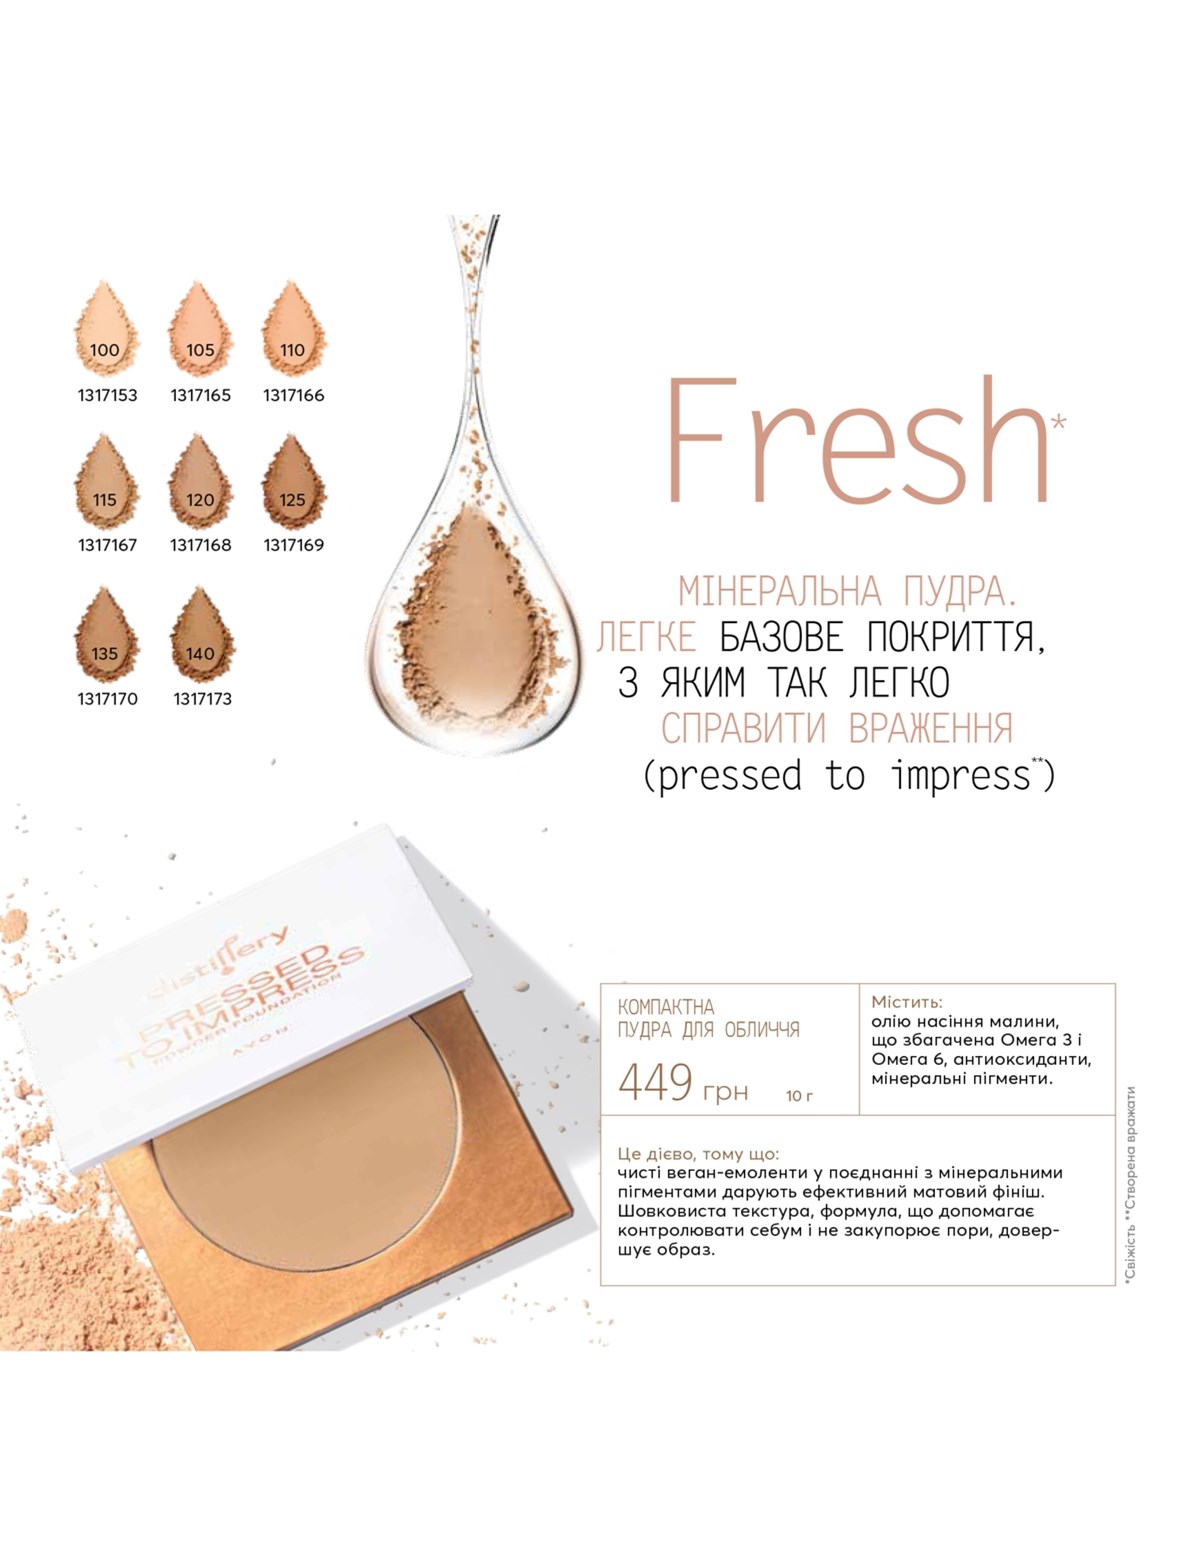 100 105 110
1317153 1317165 1317166
115 120 125
1317167 1317168 1317169
135 140
1317170 1317173
Fresh*
МІНЕРАЛЬНА ПУДРА.
ЛЕГКЕ БАЗОВЕ ПОКРИТТЯ,
З ЯКИМ ТАК ЛЕГКО
СПРАВИТИ ВРАЖЕННЯ
(pressed to impress**)
distillery
PRESSED
TO IMPRESS
POWDER FOUNDATION
AVON
КОМПАКТНА
ПУДРА ДЛЯ ОБЛИЧЧЯ
449 грн 10 г
Містить:
олію насіння малини,
що збагачена Омега 3 і
Омега 6, антиоксиданти,
мінеральні пігменти.
Це дієво, тому що:
чисті веган-емоленти у поєднанні з мінеральними
пігментами дарують ефективний матовий фініш.
Шовковиста текстура, формула, що допомагає
контролювати себум і не закупорює пори, довер-
шує образ.
*Свіжість **Створена вражати